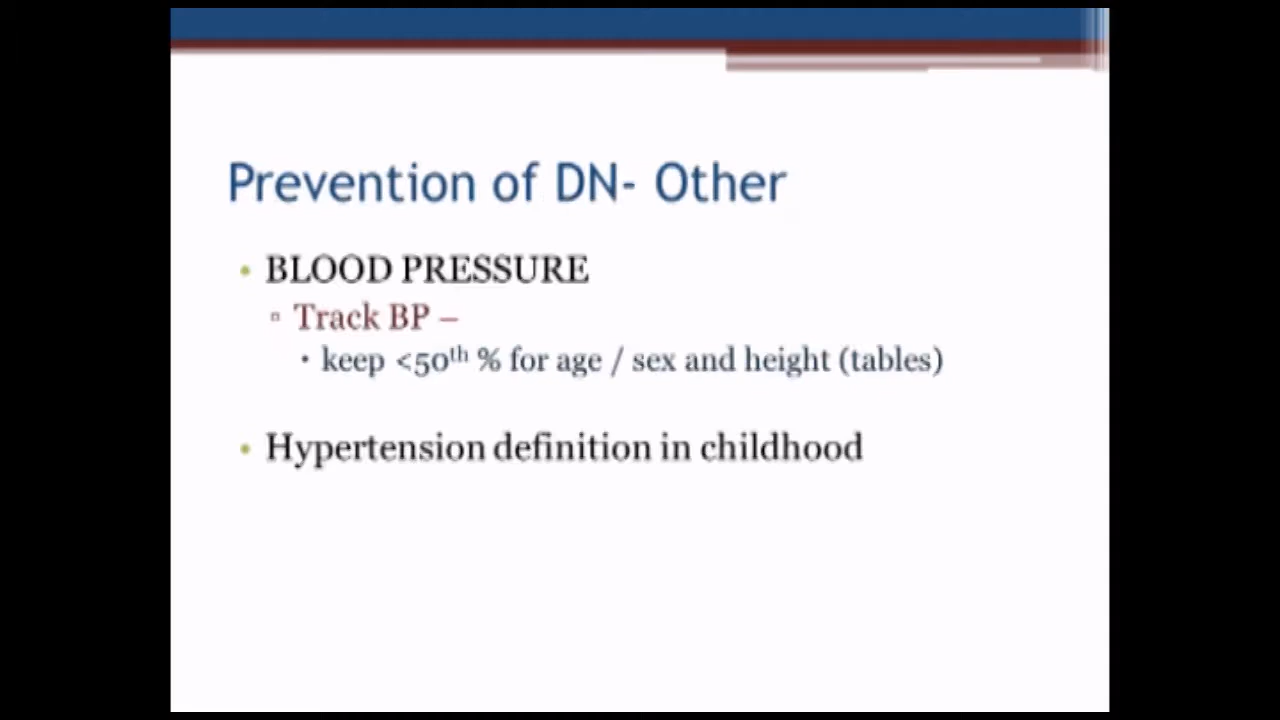 Prevention of DN- Other
• BLOOD PRESSURE
▫ Track BP –
• keep <50th % for age / sex and height (tables)
• Hypertension definition in childhood